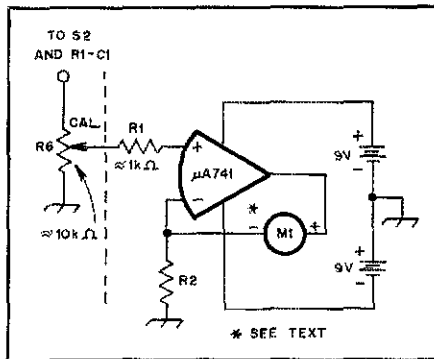 TO S2
AND R1-C1
CAL.
R6
≈10kΩ
R1
≈1kΩ
+
μA741
−
R2
*
− M1 +
+
9V
−
+
9V
−
* SEE TEXT